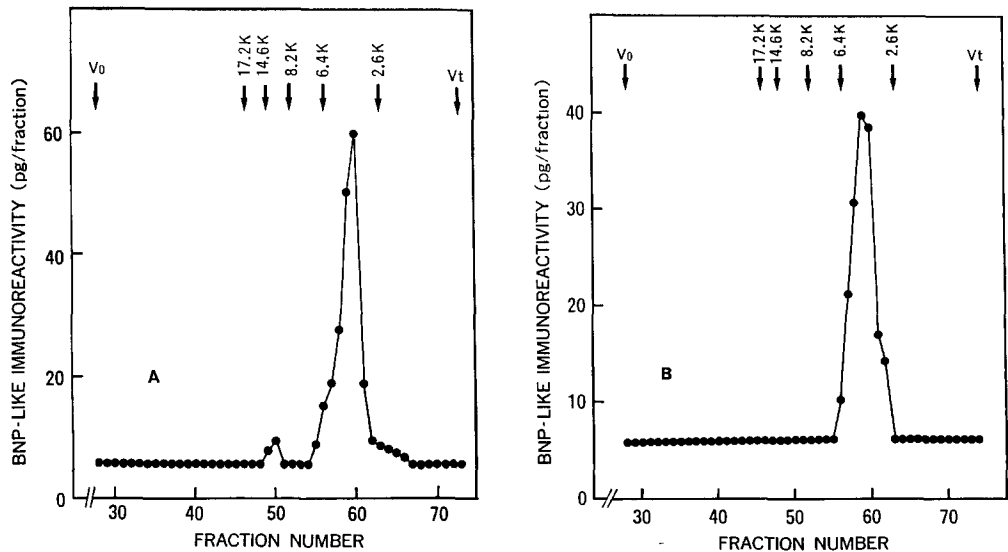 BNP-LIKE IMMUNOREACTIVITY (pg/fraction)
V0
17.2K
14.6K
8.2K
6.4K
2.6K
Vt
60
40
20
0
A
30
40
50
60
70
FRACTION NUMBER
BNP-LIKE IMMUNOREACTIVITY (pg/fraction)
V0
17.2K
14.6K
8.2K
6.4K
2.6K
Vt
40
30
20
10
0
B
30
40
50
60
70
FRACTION NUMBER